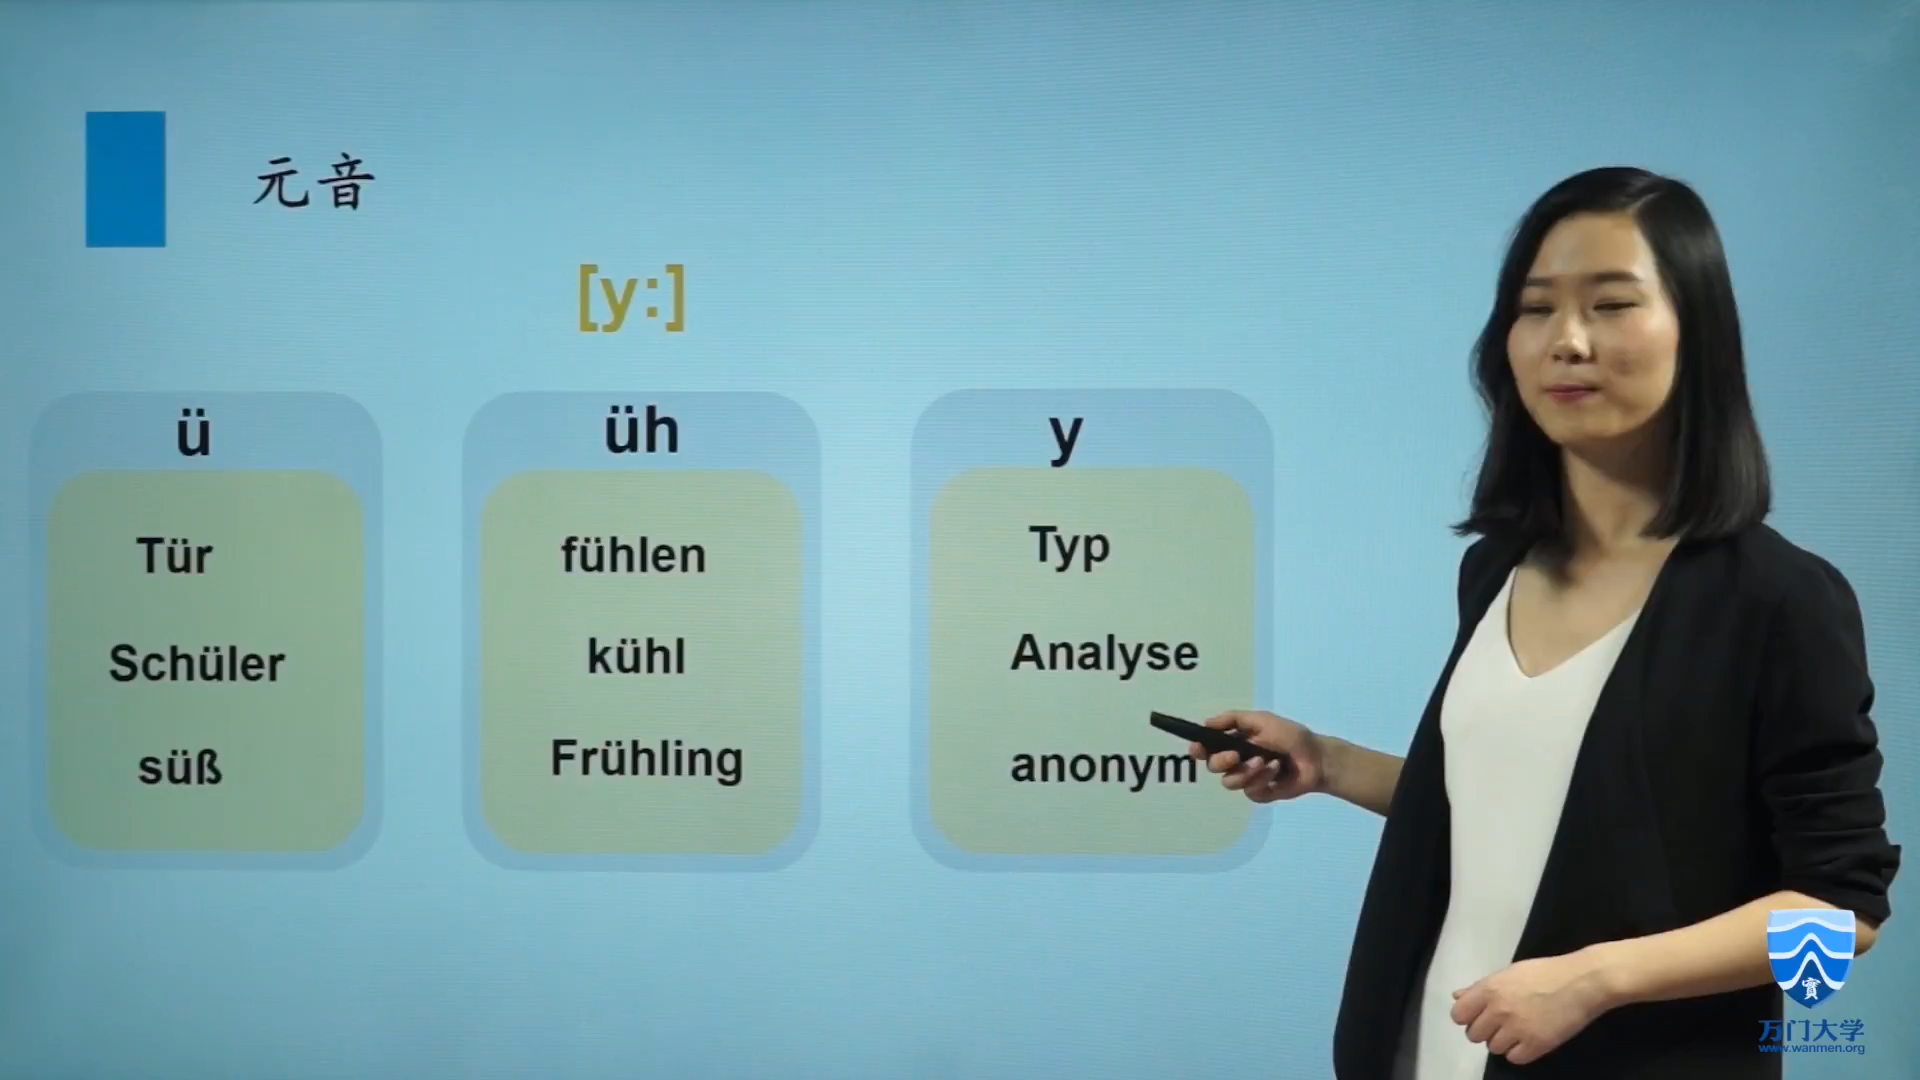 元音
[y:]
ü
Tür
Schüler
süß
üh
fühlen
kühl
Frühling
y
Typ
Analyse
anonym
寳
万门大学
www.wanmen.org